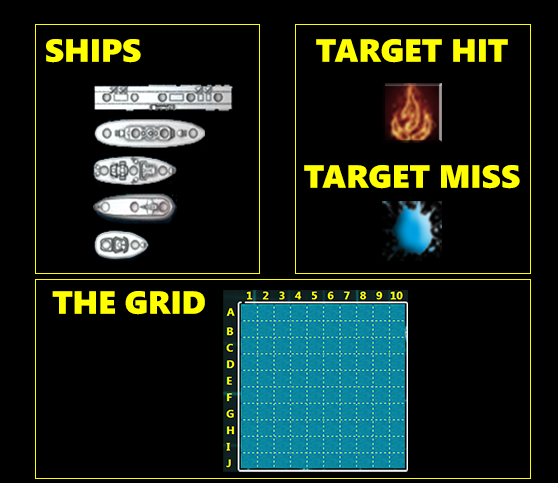 SHIPS
TARGET HIT
TARGET MISS
THE GRID
1 2 3 4 5 6 7 8 9 10
A
B
C
D
E
F
G
H
I
J